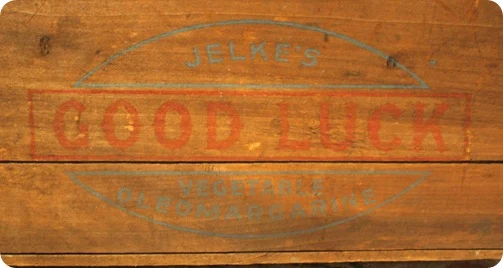 JELKE'S
GOOD LUCK
VEGETABLE
OLEOMARGARINE